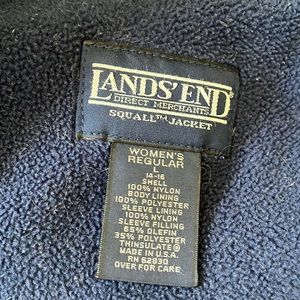 LANDS' END
DIRECT MERCHANTS
SQUALL™ JACKET
WOMEN'S
REGULAR
L
14-16
SHELL
100% NYLON
BODY LINING
100% POLYESTER
SLEEVE LINING
100% NYLON
SLEEVE FILLING
65% OLEFIN
35% POLYESTER
THINSULATE®
MADE IN U.S.A.
RN 62830
OVER FOR CARE